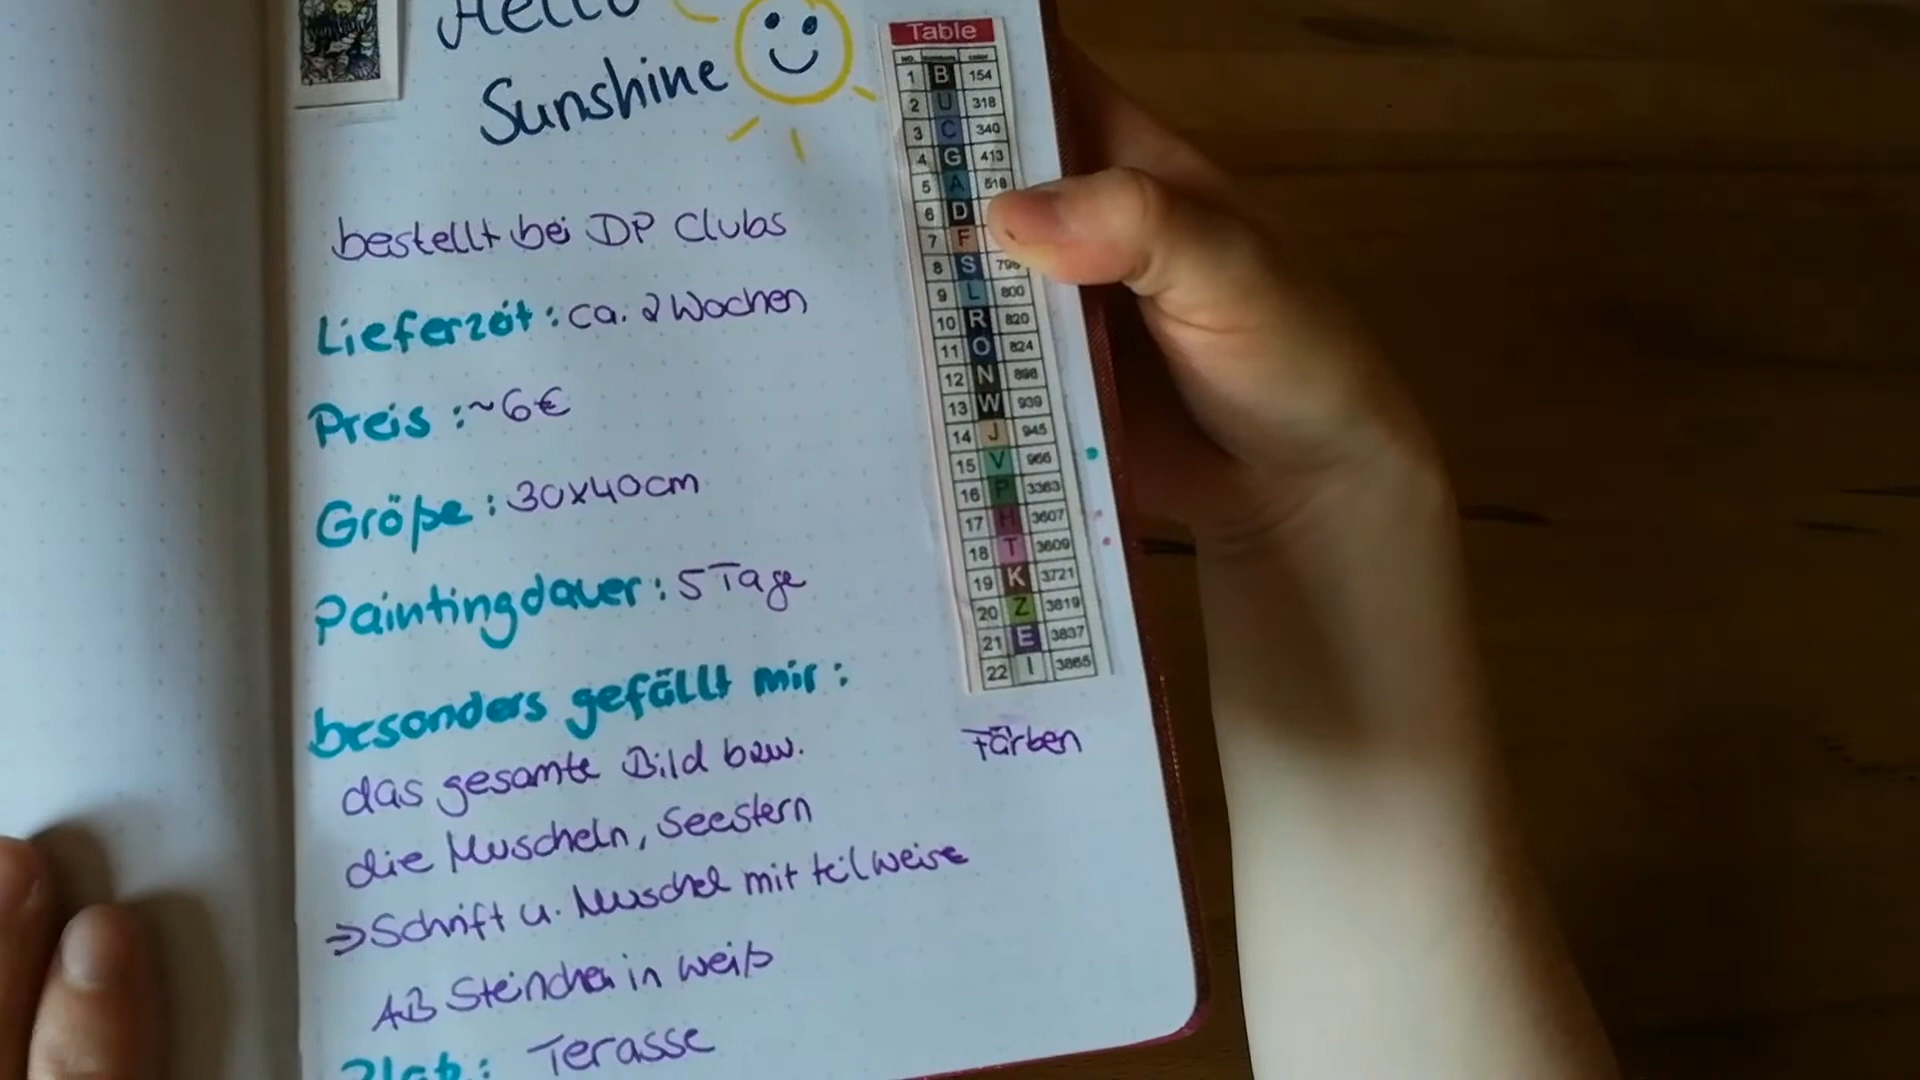 Hello
Sunshine
bestellt bei DP Clubs
Lieferzeit: ca. 2 Wochen
Preis: ~6€
Größe: 30x40cm
Paintingdauer: 5 Tage
besonders gefällt mir:
das gesamte Bild bzw.
die Muscheln, Seestern
⇒ Schrift u. Muschel mit teilweise
AB Steinchen in weiß
Platz: Terasse
Table
1 B 154
2 U 318
3 C 340
4 G 413
5 A 518
6 D
7 F
8 S 798
9 L 800
10 R 820
11 O 824
12 N 898
13 W 939
14 J 945
15 V 966
16 P 3363
17 H 3607
18 T 3609
19 K 3721
20 Z 3819
21 E 3837
22 I 3865
Farben